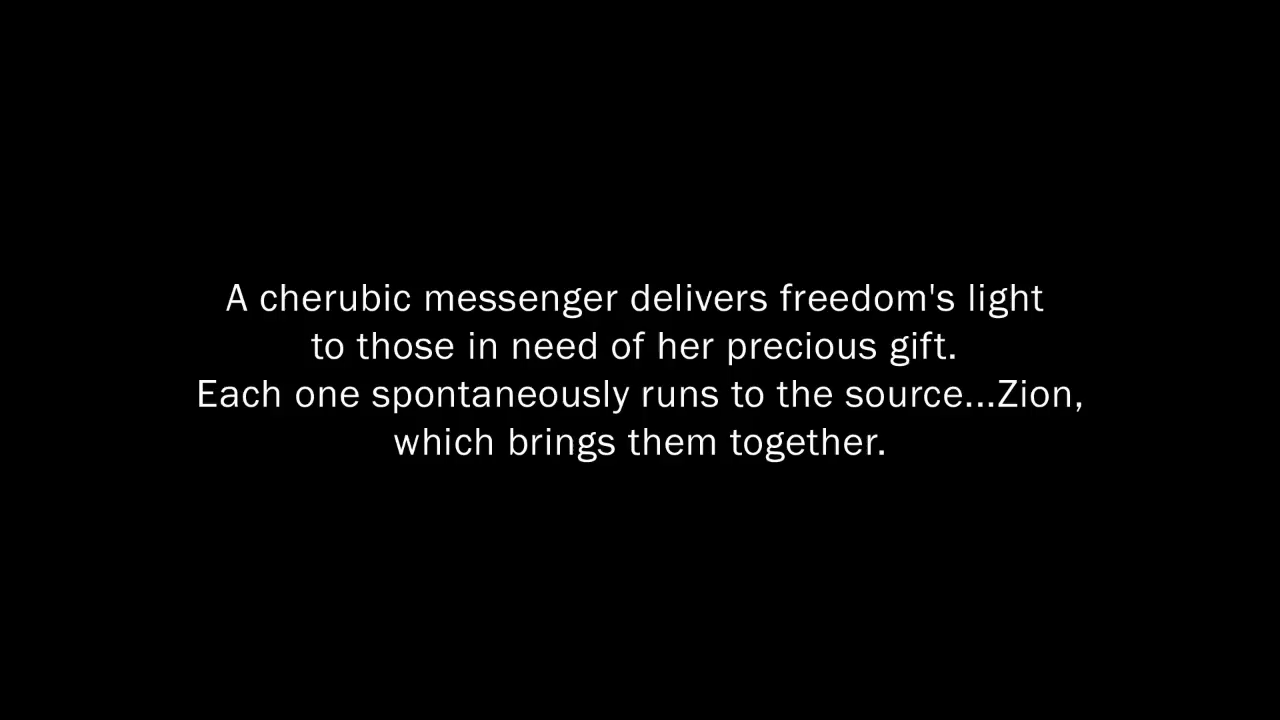 A cherubic messenger delivers freedom's light
to those in need of her precious gift.
Each one spontaneously runs to the source...Zion,
which brings them together.